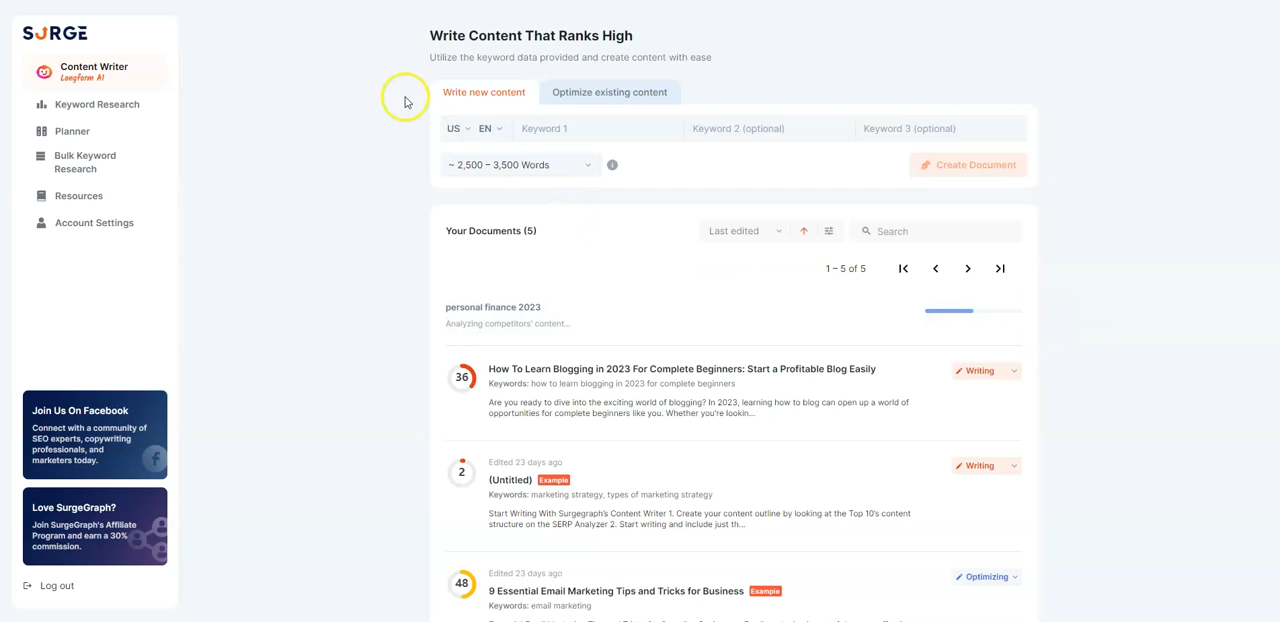 SURGE
Content Writer
Longform AI
Keyword Research
Planner
Bulk Keyword
Research
Resources
Account Settings
Join Us On Facebook
Connect with a community of
SEO experts, copywriting
professionals, and
marketers today.
Love SurgeGraph?
Join SurgeGraph's Affiliate
Program and earn a 30%
commission.
Log out
Write Content That Ranks High
Utilize the keyword data provided and create content with ease
Write new content Optimize existing content
US EN Keyword 1 Keyword 2 (optional) Keyword 3 (optional)
~ 2,500 – 3,500 Words i Create Document
Your Documents (5) Last edited Search
1 – 5 of 5
personal finance 2023
Analyzing competitors' content...
36 How To Learn Blogging in 2023 For Complete Beginners: Start a Profitable Blog Easily Writing
Keywords: how to learn blogging in 2023 for complete beginners
Are you ready to dive into the exciting world of blogging? In 2023, learning how to blog can open up a world of
opportunities for complete beginners like you. Whether you're lookin...
Edited 23 days ago
2 (Untitled) Example Writing
Keywords: marketing strategy, types of marketing strategy
Start Writing With Surgegraph's Content Writer 1. Create your content outline by looking at the Top 10's content
structure on the SERP Analyzer 2. Start writing and include just th...
Edited 23 days ago
48 9 Essential Email Marketing Tips and Tricks for Business Example Optimizing
Keywords: email marketing